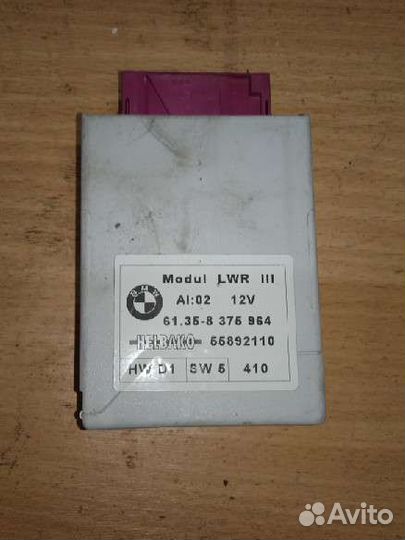 Modul LWR III
BMW
AI:02 12V
61.35-8 375 964
HELBAKO 55892110
HW D1 SW 5 410
Avito